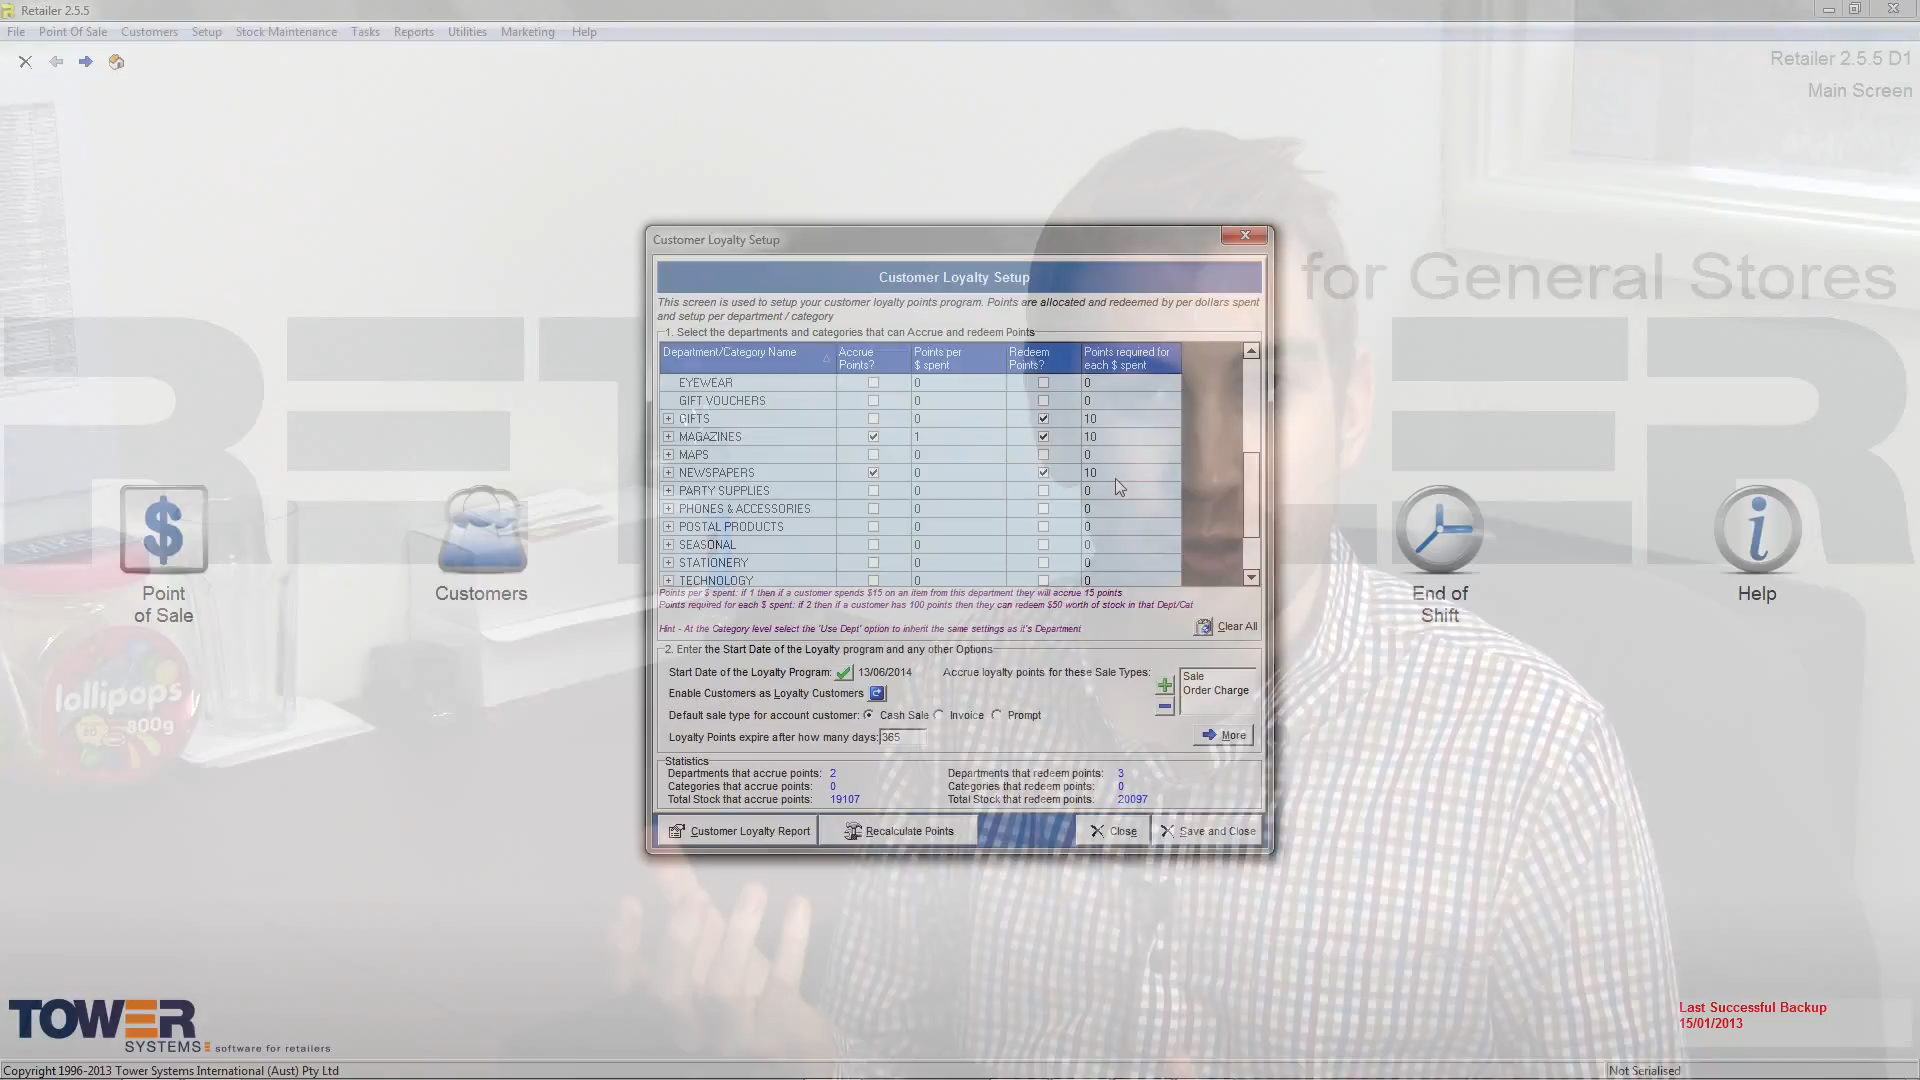 Retailer 2.5.5
File Point Of Sale Customers Setup Stock Maintenance Tasks Reports Utilities Marketing Help
Retailer 2.5.5 D1
Main Screen
for General Stores
RETAILER
Point
of Sale
Customers
End of
Shift
Help
lollipops
800g
Customer Loyalty Setup
Customer Loyalty Setup
This screen is used to setup your customer loyalty points program. Points are allocated and redeemed by per dollars spent
and setup per department / category
1. Select the departments and categories that can Accrue and redeem Points
Department/Category Name Accrue Points? Points per $ spent Redeem Points? Points required for each $ spent
EYEWEAR 0 0
GIFT VOUCHERS 0 0
GIFTS 0 10
MAGAZINES 1 10
MAPS 0 0
NEWSPAPERS 0 10
PARTY SUPPLIES 0 0
PHONES & ACCESSORIES 0 0
POSTAL PRODUCTS 0 0
SEASONAL 0 0
STATIONERY 0 0
TECHNOLOGY 0 0
Points per $ spent: if 1 then if a customer spends $15 on an item from this department they will accrue 15 points
Points required for each $ spent: if 2 then if a customer has 100 points then they can redeem $50 worth of stock in that Dept/Cat
Hint - At the Category level select the 'Use Dept' option to inherit the same settings as it's Department
Clear All
2. Enter the Start Date of the Loyalty program and any other Options
Start Date of the Loyalty Program: 13/06/2014 Accrue loyalty points for these Sale Types: Sale
Order Charge
Enable Customers as Loyalty Customers
Default sale type for account customer: Cash Sale Invoice Prompt
Loyalty Points expire after how many days: 365 More
Statistics
Departments that accrue points: 2 Departments that redeem points: 3
Categories that accrue points: 0 Categories that redeem points: 0
Total Stock that accrue points: 19107 Total Stock that redeem points: 20097
Customer Loyalty Report Recalculate Points Close Save and Close
TOWER
SYSTEMS software for retailers
Last Successful Backup
15/01/2013
Copyright 1996-2013 Tower Systems International (Aust) Pty Ltd
Not Serialised